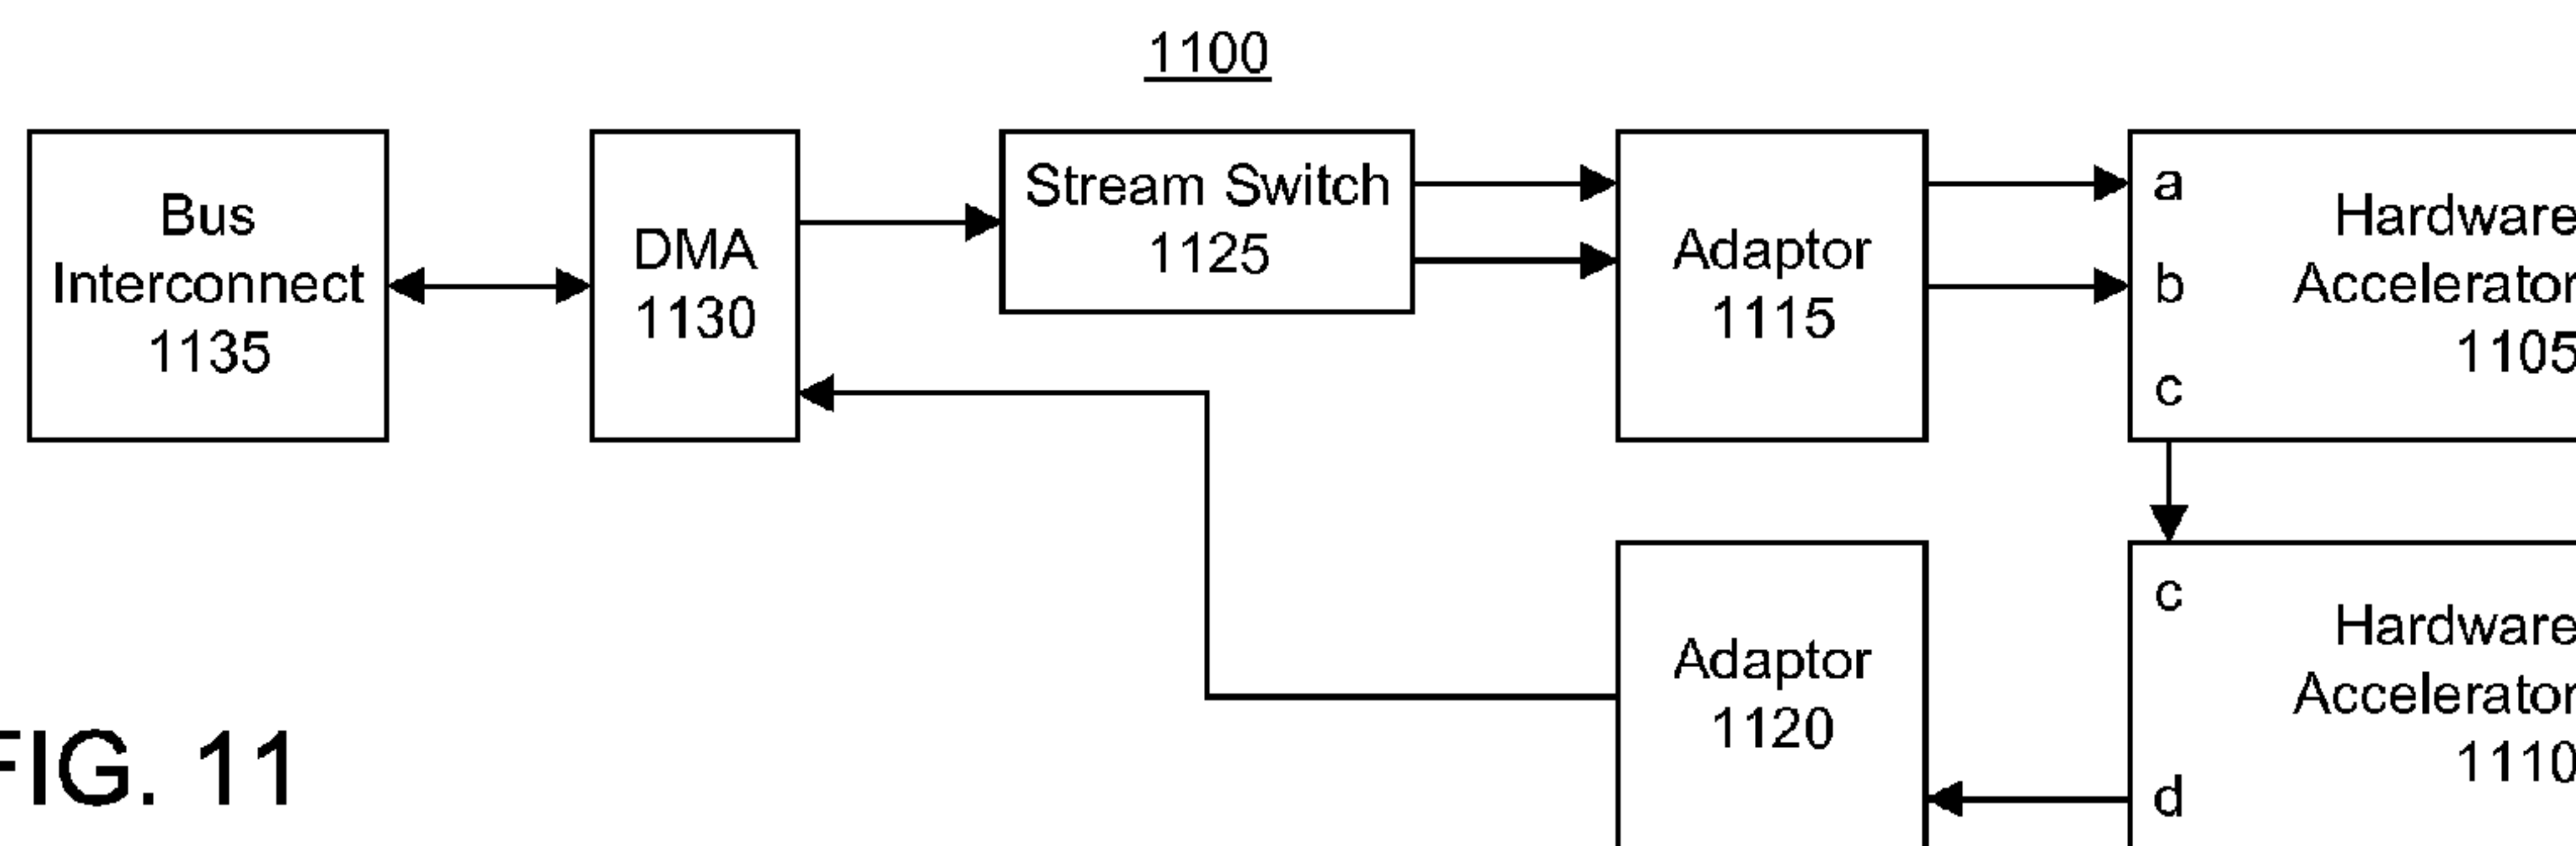 1100
Bus
Interconnect
1135
DMA
1130
Stream Switch
1125
Adaptor
1115
a
b
c
Hardware
Accelerator
1105
Adaptor
1120
c
d
Hardware
Accelerator
1110
FIG. 11